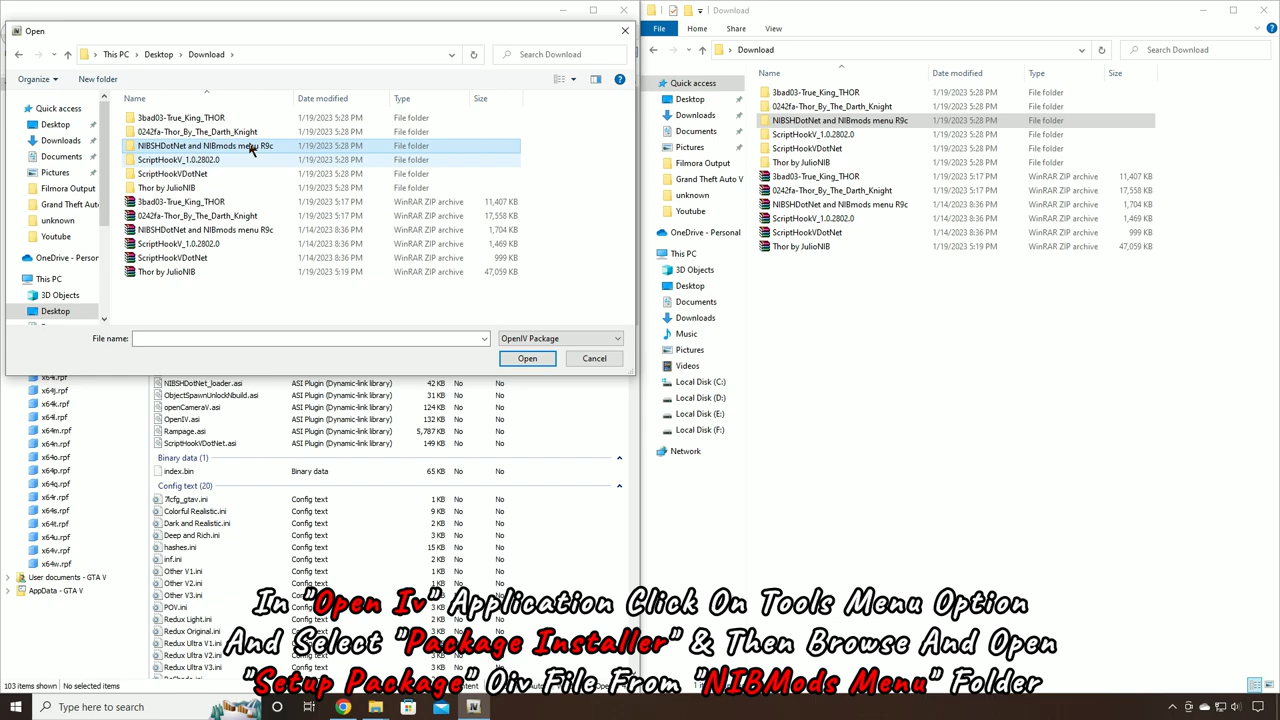 Open
This PC > Desktop > Download >
Search Download
Organize
New folder
Name
Date modified
Type
Size
Quick access
Desktop
Downloads
Documents
Pictures
Filmora Output
Grand Theft Auto
unknown
Youtube
OneDrive - Person
This PC
3D Objects
Desktop
3bad03-True_King_THOR 1/19/2023 5:28 PM File folder
0242fa-Thor_By_The_Darth_Knight 1/19/2023 5:28 PM File folder
NIBSHDotNet and NIBmods menu R9c 1/19/2023 5:28 PM File folder
ScriptHookV_1.0.2802.0 1/19/2023 5:28 PM File folder
ScriptHookVDotNet 1/19/2023 5:28 PM File folder
Thor by JulioNIB 1/19/2023 5:28 PM File folder
3bad03-True_King_THOR 1/19/2023 5:17 PM WinRAR ZIP archive 11,407 KB
0242fa-Thor_By_The_Darth_Knight 1/19/2023 5:17 PM WinRAR ZIP archive 17,558 KB
NIBSHDotNet and NIBmods menu R9c 1/14/2023 8:36 PM WinRAR ZIP archive 1,704 KB
ScriptHookV_1.0.2802.0 1/14/2023 8:36 PM WinRAR ZIP archive 1,469 KB
ScriptHookVDotNet 1/14/2023 8:36 PM WinRAR ZIP archive 999 KB
Thor by JulioNIB 1/19/2023 5:19 PM WinRAR ZIP archive 47,059 KB
File name:
OpenIV Package
Open
Cancel
x64j.rpf
x64k.rpf
x64l.rpf
x64m.rpf
x64n.rpf
x64o.rpf
x64p.rpf
x64q.rpf
x64r.rpf
x64s.rpf
x64t.rpf
x64u.rpf
x64v.rpf
x64w.rpf
User documents - GTA V
AppData - GTA V
NIBSHDotNet_loader.asi ASI Plugin (Dynamic-link library) 42 KB No No
ObjectSpawnUnlockNbuild.asi ASI Plugin (Dynamic-link library) 31 KB No No
openCameraV.asi ASI Plugin (Dynamic-link library) 124 KB No No
OpenIV.asi ASI Plugin (Dynamic-link library) 132 KB No No
Rampage.asi ASI Plugin (Dynamic-link library) 5,787 KB No No
ScriptHookVDotNet.asi ASI Plugin (Dynamic-link library) 149 KB No No
Binary data (1)
index.bin Binary data 65 KB No No
Config text (20)
7lcfg_gtav.ini Config text 1 KB No No
Colorful Realistic.ini Config text 9 KB No No
Dark and Realistic.ini Config text 2 KB No No
Deep and Rich.ini Config text 3 KB No No
hashes.ini Config text 15 KB No No
inf.ini Config text 2 KB No No
Other V1.ini Config text 2 KB No No
Other V2.ini
Other V3.ini
POV.ini
Redux Light.ini
Redux Original.ini
Redux Ultra V1.ini
Redux Ultra V2.ini
Redux Ultra V3.ini
103 items shown
No selected items
Download
File
Home
Share
View
Download
Search Download
Name
Date modified
Type
Size
Quick access
Desktop
Downloads
Documents
Pictures
Filmora Output
Grand Theft Auto V
unknown
Youtube
OneDrive - Personal
This PC
3D Objects
Desktop
Documents
Downloads
Music
Pictures
Videos
Local Disk (C:)
Local Disk (D:)
Local Disk (E:)
Local Disk (F:)
Network
3bad03-True_King_THOR 1/19/2023 5:28 PM File folder
0242fa-Thor_By_The_Darth_Knight 1/19/2023 5:28 PM File folder
NIBSHDotNet and NIBmods menu R9c 1/19/2023 5:28 PM File folder
ScriptHookV_1.0.2802.0 1/19/2023 5:28 PM File folder
ScriptHookVDotNet 1/19/2023 5:28 PM File folder
Thor by JulioNIB 1/19/2023 5:28 PM File folder
3bad03-True_King_THOR 1/19/2023 5:17 PM WinRAR ZIP archive 11,407 KB
0242fa-Thor_By_The_Darth_Knight 1/19/2023 5:17 PM WinRAR ZIP archive 17,558 KB
NIBSHDotNet and NIBmods menu R9c 1/14/2023 8:36 PM WinRAR ZIP archive 1,704 KB
ScriptHookV_1.0.2802.0 1/14/2023 8:36 PM WinRAR ZIP archive 1,469 KB
ScriptHookVDotNet 1/14/2023 8:36 PM WinRAR ZIP archive 999 KB
Thor by JulioNIB 1/19/2023 5:19 PM WinRAR ZIP archive 47,059 KB
In "Open Iv" Application Click On Tools Menu Option
And Select "Package Installer" & Then Browse And Open
"Setup Package" Oiv File From "NIBMods Menu" Folder
Type here to search